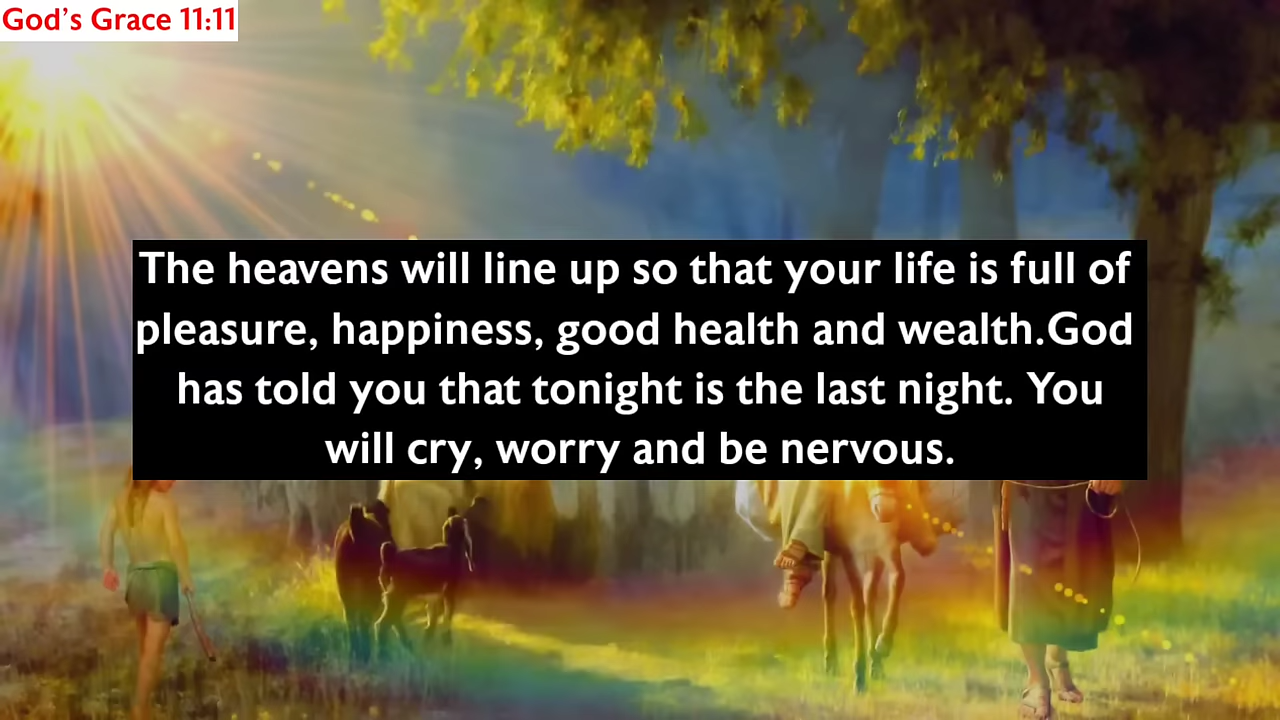 God’s Grace 11:11
The heavens will line up so that your life is full of
pleasure, happiness, good health and wealth.God
has told you that tonight is the last night. You
will cry, worry and be nervous.